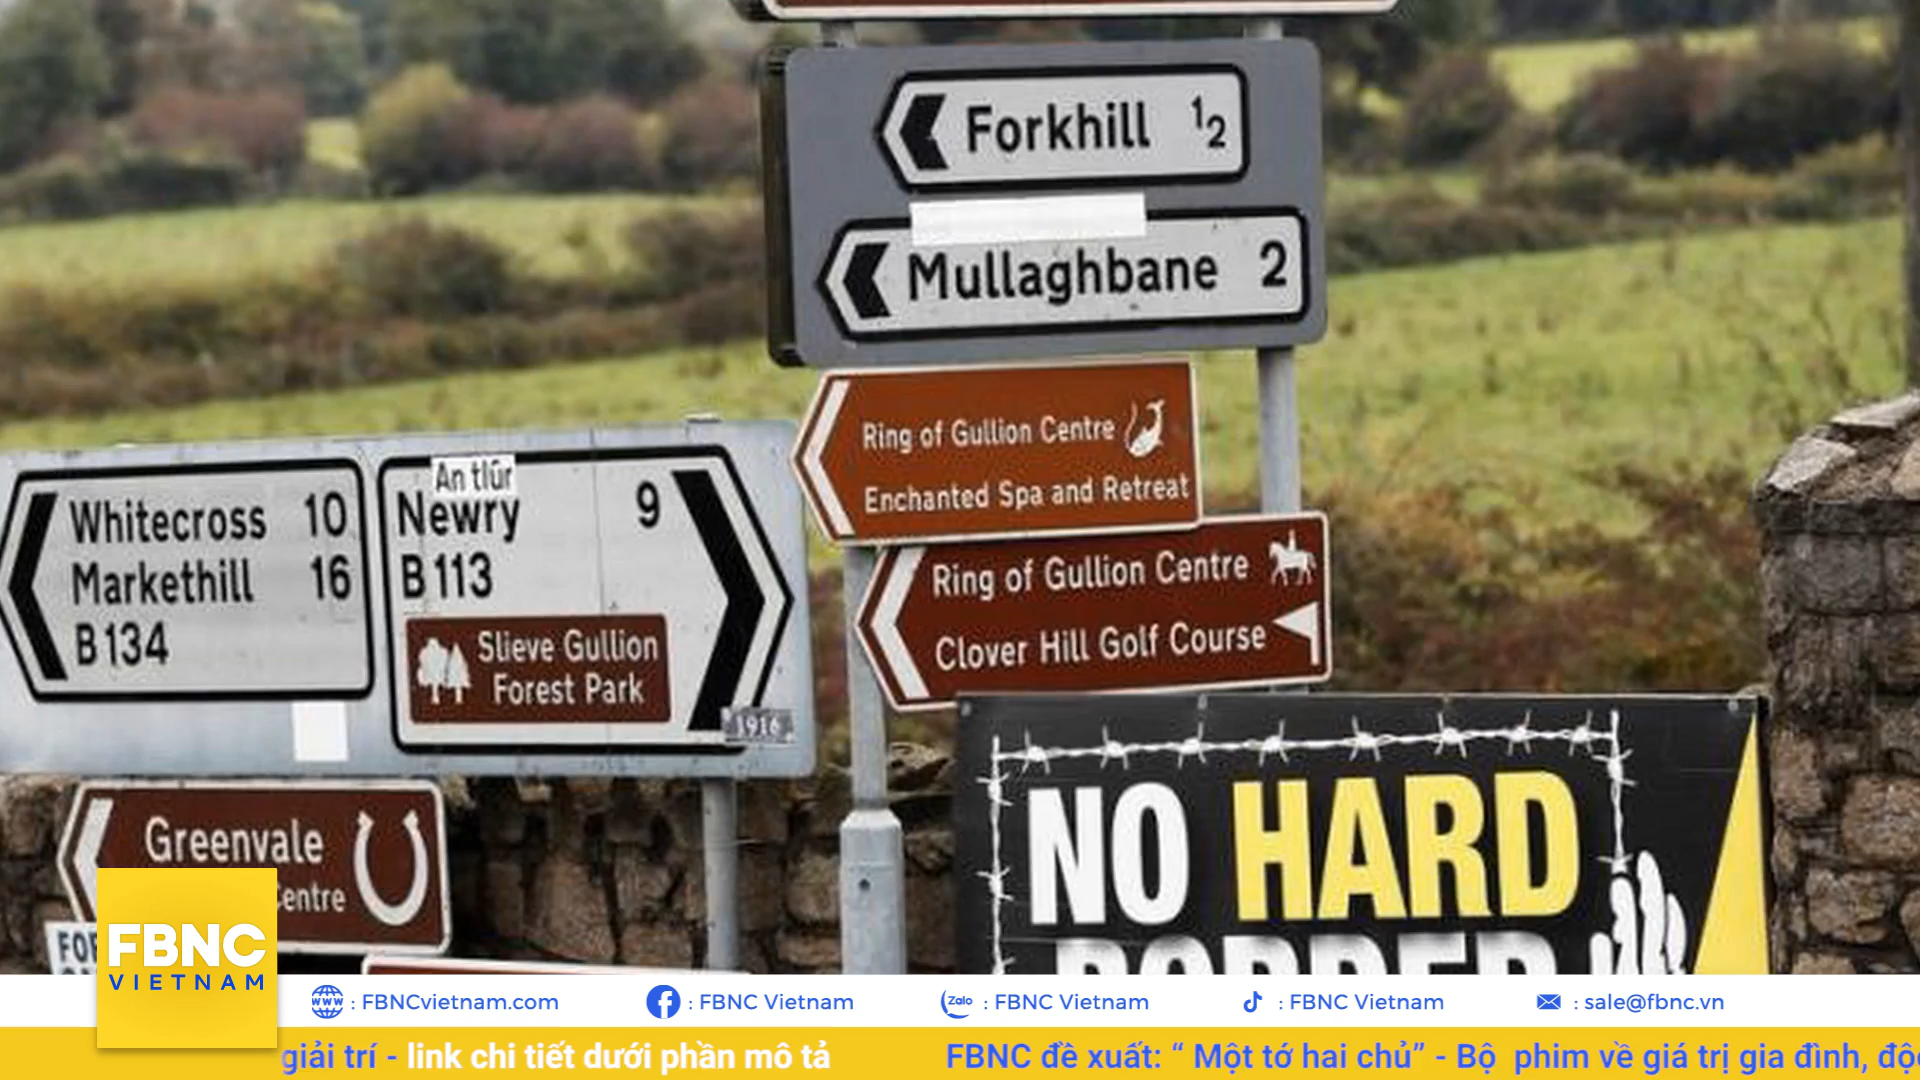 Forkhill 1/2
Mullaghbane 2
Ring of Gullion Centre
Enchanted Spa and Retreat
Ring of Gullion Centre
Clover Hill Golf Course
Whitecross 10
Markethill 16
B134
An tIúr
Newry 9
B113
Slieve Gullion
Forest Park
1916
Greenvale
Centre
NO HARD
BORDER
FBNC
VIETNAM
www : FBNCvietnam.com
: FBNC Vietnam
Zalo : FBNC Vietnam
: FBNC Vietnam
: sale@fbnc.vn
giải trí - link chi tiết dưới phần mô tả
FBNC đề xuất: “ Một tớ hai chủ” - Bộ phim về giá trị gia đình,